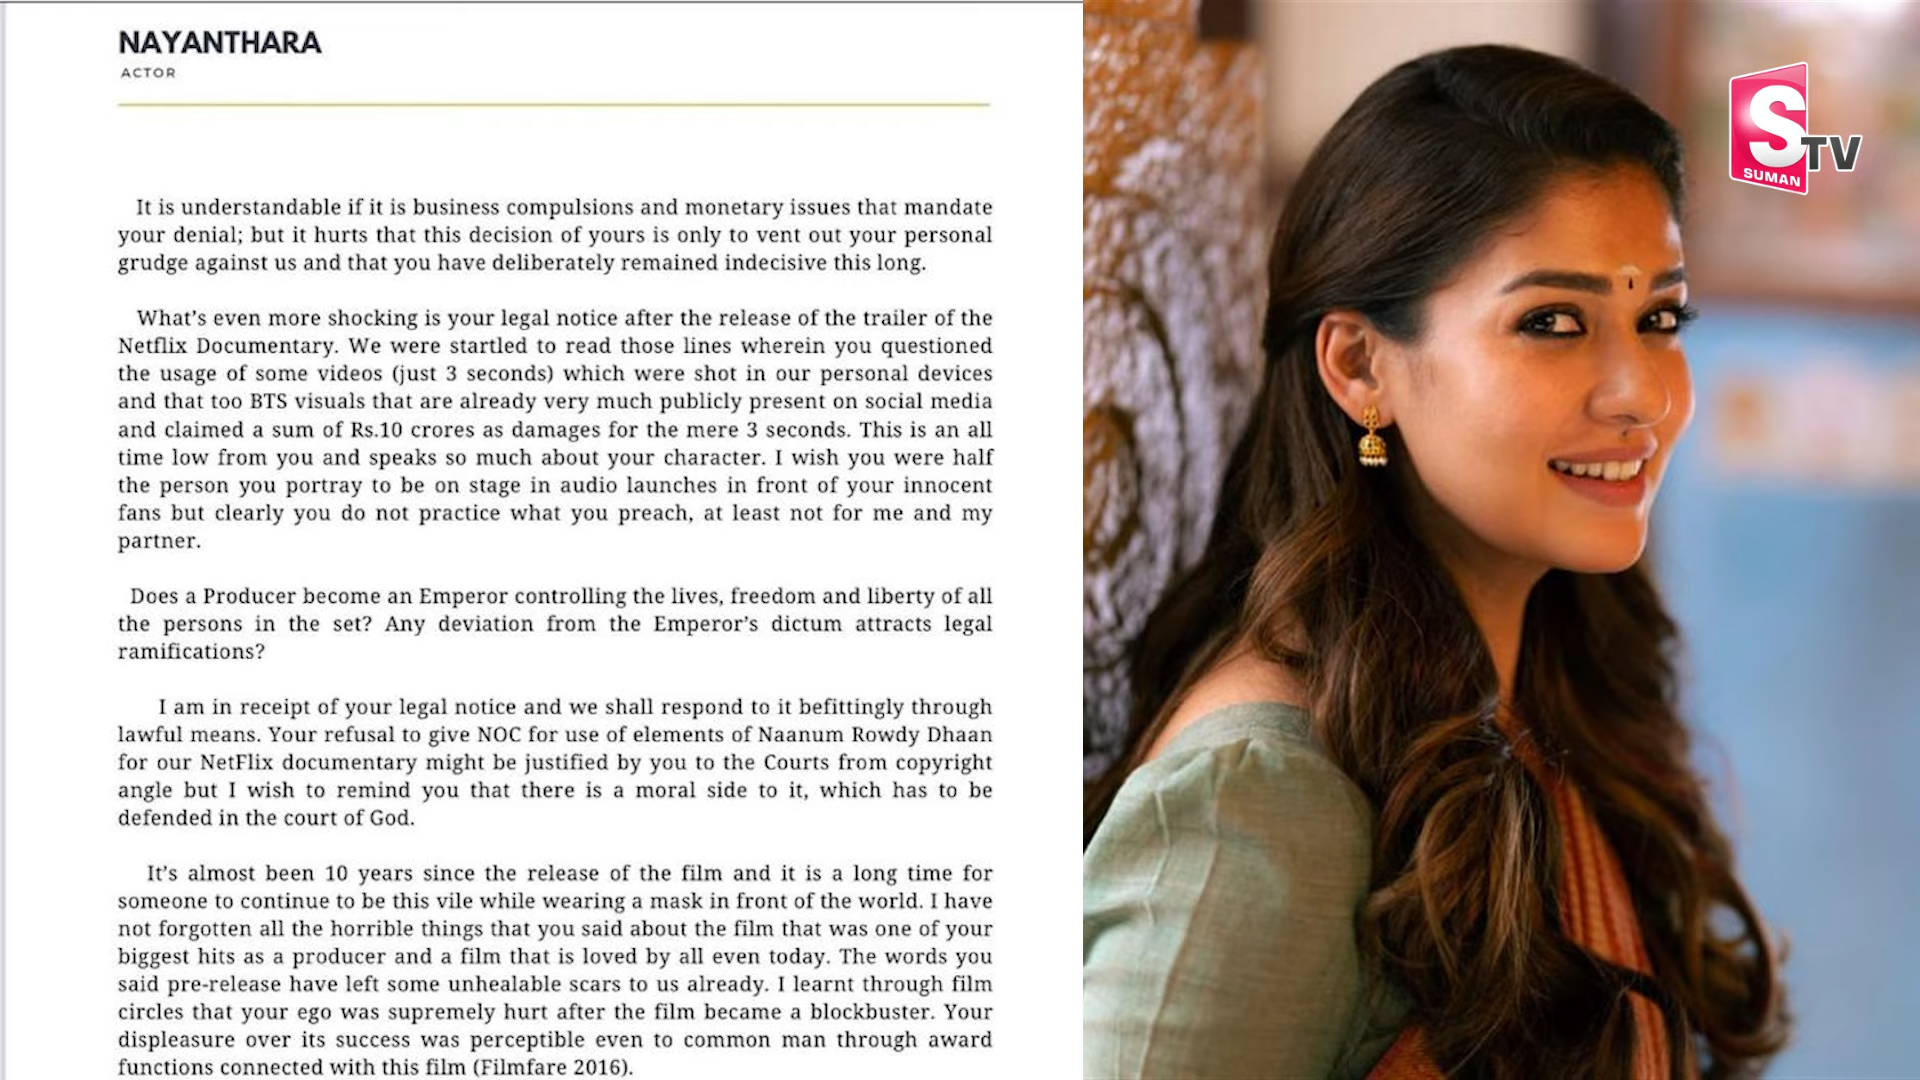 NAYANTHARA
ACTOR
It is understandable if it is business compulsions and monetary issues that mandate
your denial; but it hurts that this decision of yours is only to vent out your personal
grudge against us and that you have deliberately remained indecisive this long.
What's even more shocking is your legal notice after the release of the trailer of the
Netflix Documentary. We were startled to read those lines wherein you questioned
the usage of some videos (just 3 seconds) which were shot in our personal devices
and that too BTS visuals that are already very much publicly present on social media
and claimed a sum of Rs.10 crores as damages for the mere 3 seconds. This is an all
time low from you and speaks so much about your character. I wish you were half
the person you portray to be on stage in audio launches in front of your innocent
fans but clearly you do not practice what you preach, at least not for me and my
partner.
Does a Producer become an Emperor controlling the lives, freedom and liberty of all
the persons in the set? Any deviation from the Emperor's dictum attracts legal
ramifications?
I am in receipt of your legal notice and we shall respond to it befittingly through
lawful means. Your refusal to give NOC for use of elements of Naanum Rowdy Dhaan
for our NetFlix documentary might be justified by you to the Courts from copyright
angle but I wish to remind you that there is a moral side to it, which has to be
defended in the court of God.
It's almost been 10 years since the release of the film and it is a long time for
someone to continue to be this vile while wearing a mask in front of the world. I have
not forgotten all the horrible things that you said about the film that was one of your
biggest hits as a producer and a film that is loved by all even today. The words you
said pre-release have left some unhealable scars to us already. I learnt through film
circles that your ego was supremely hurt after the film became a blockbuster. Your
displeasure over its success was perceptible even to common man through award
functions connected with this film (Filmfare 2016).
S TV
SUMAN